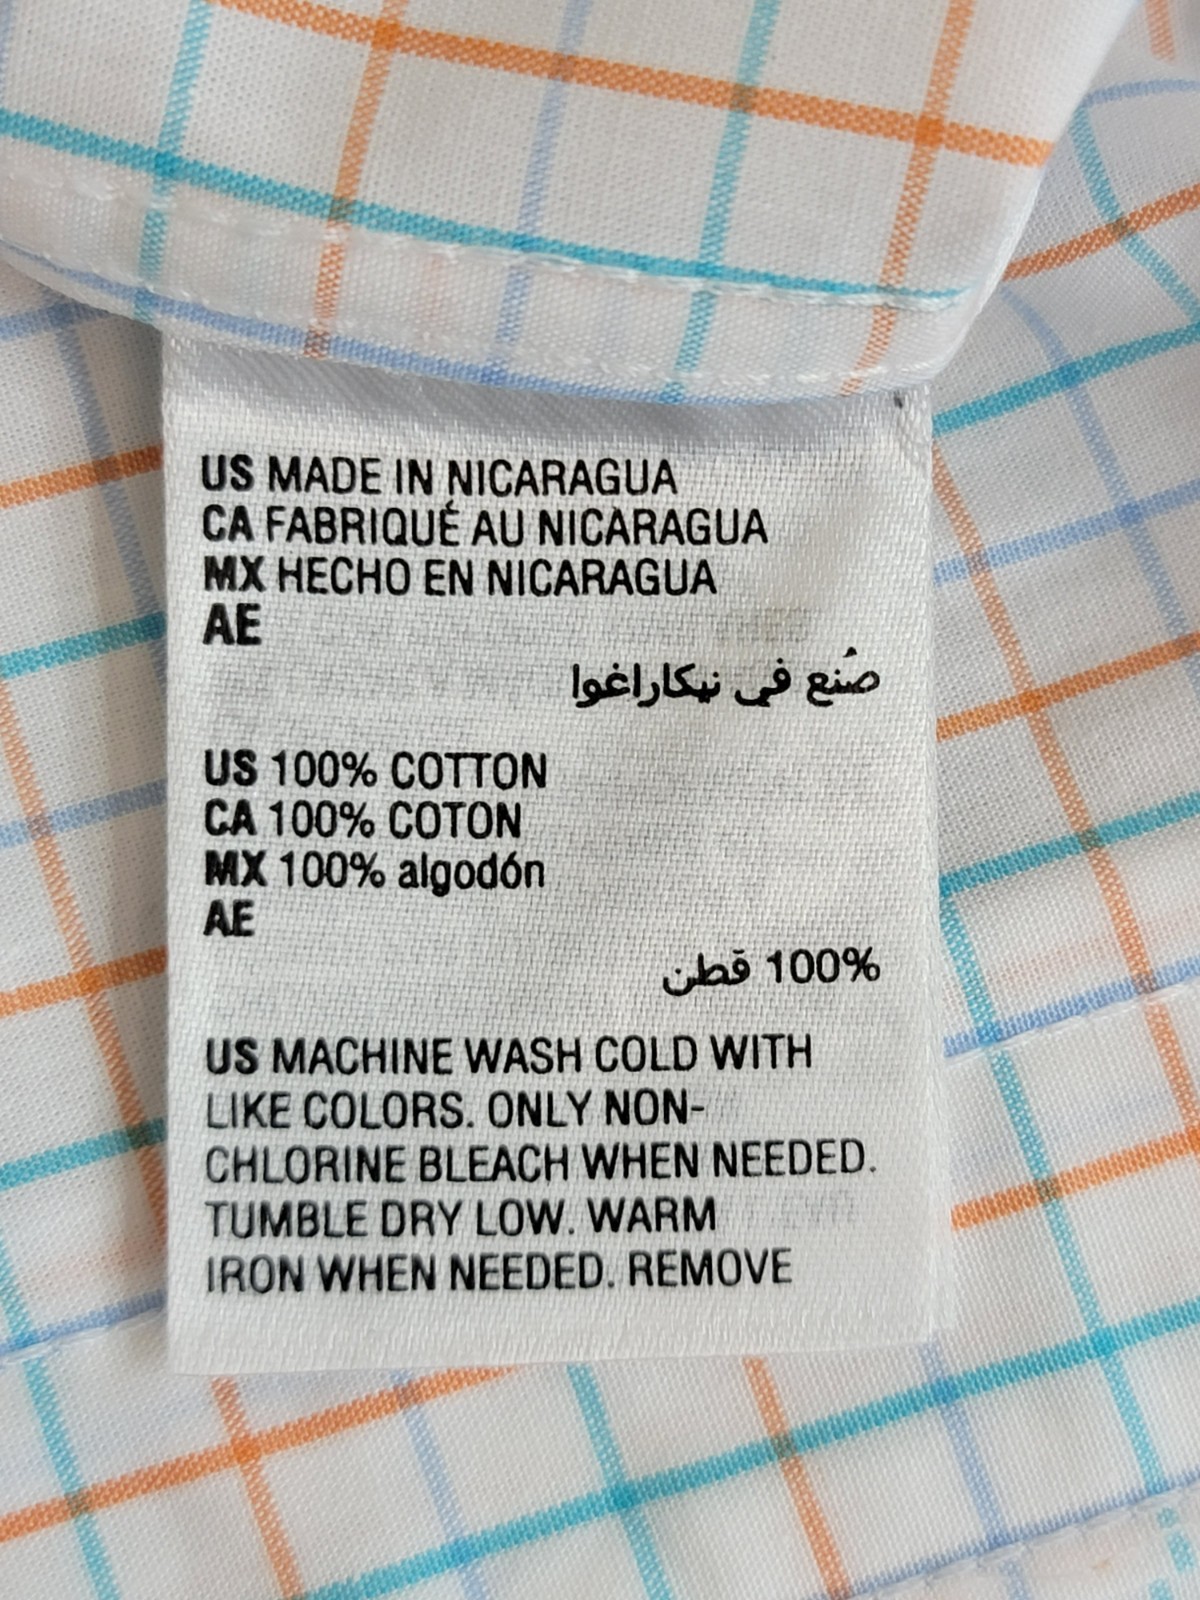 US MADE IN NICARAGUA
CA FABRIQUÉ AU NICARAGUA
MX HECHO EN NICARAGUA
AE
صُنع في نيكاراغوا
US 100% COTTON
CA 100% COTON
MX 100% algodón
AE
100% قطن
US MACHINE WASH COLD WITH
LIKE COLORS. ONLY NON-
CHLORINE BLEACH WHEN NEEDED.
TUMBLE DRY LOW. WARM
IRON WHEN NEEDED. REMOVE